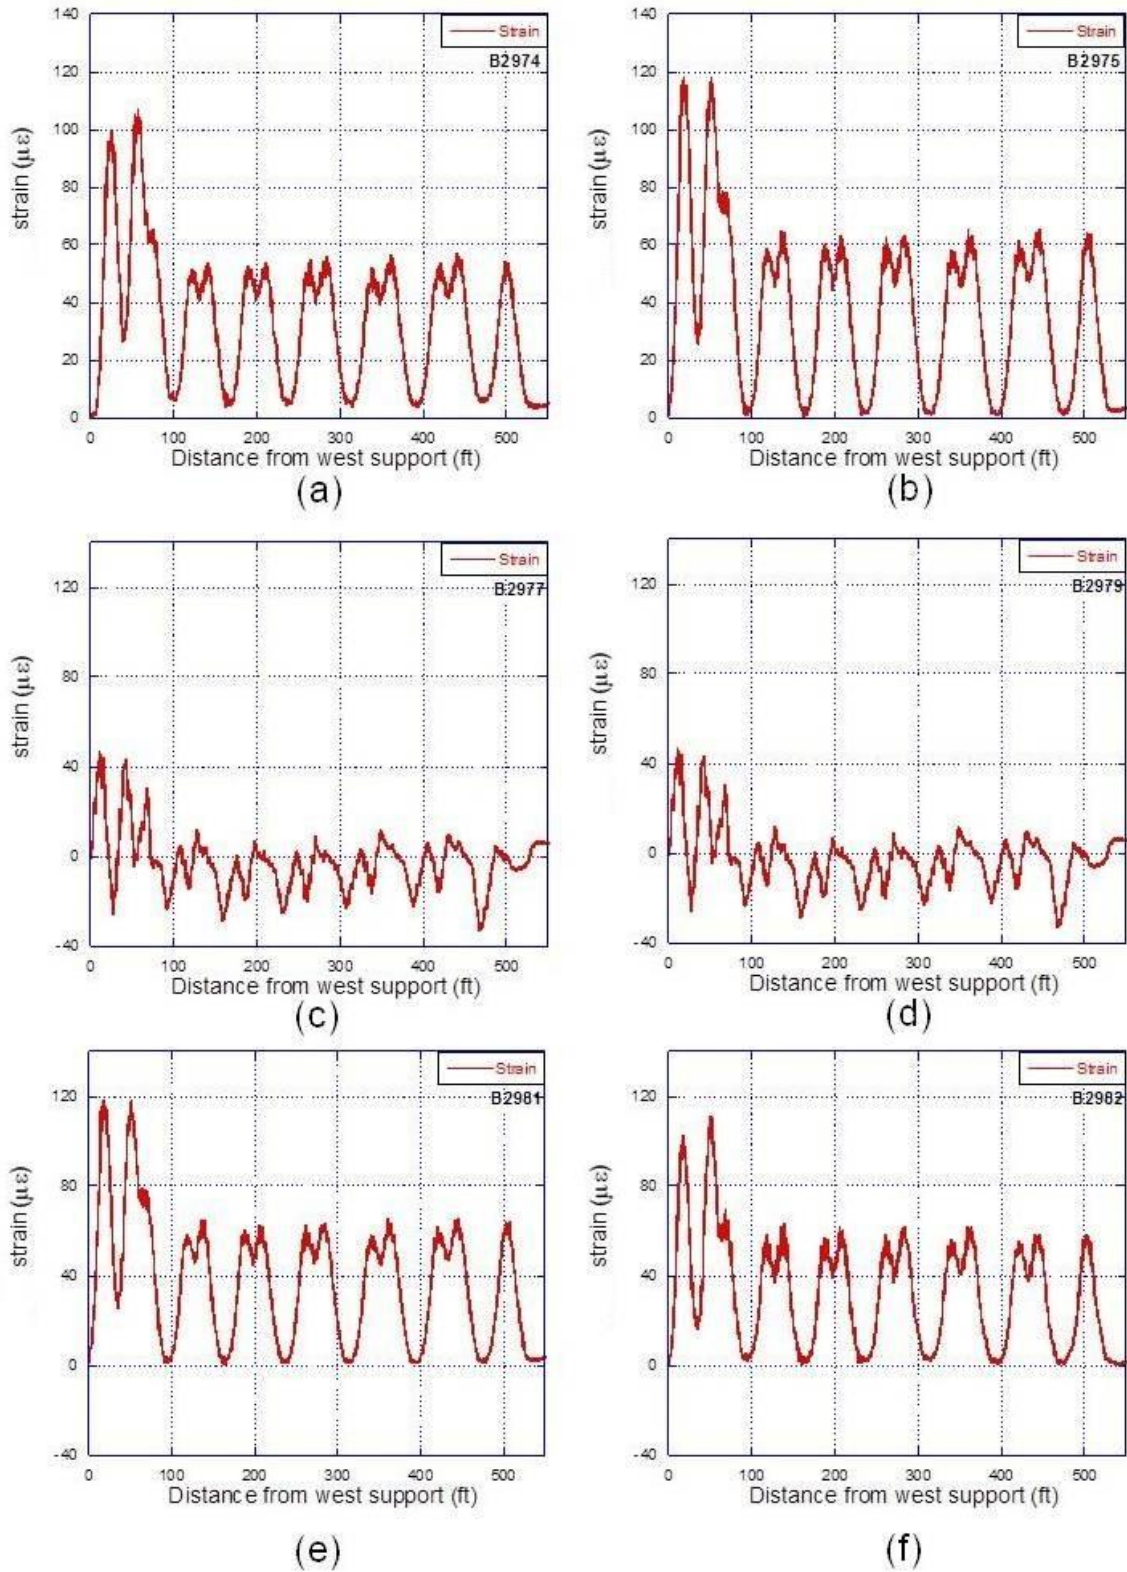 140
120
100
80
60
40
20
0
strain (με)
Strain
B2974
0 100 200 300 400 500
Distance from west support (ft)
(a)
140
120
100
80
60
40
20
0
strain (με)
Strain
B2975
0 100 200 300 400 500
Distance from west support (ft)
(b)
120
80
40
0
-40
strain (με)
Strain
B2977
0 100 200 300 400 500
Distance from west support (ft)
(c)
120
80
40
0
-40
strain (με)
Strain
B2979
0 100 200 300 400 500
Distance from west support (ft)
(d)
120
80
40
0
-40
strain (με)
Strain
B2981
0 100 200 300 400 500
Distance from west support (ft)
(e)
120
80
40
0
-40
strain (με)
Strain
B2982
0 100 200 300 400 500
Distance from west support (ft)
(f)